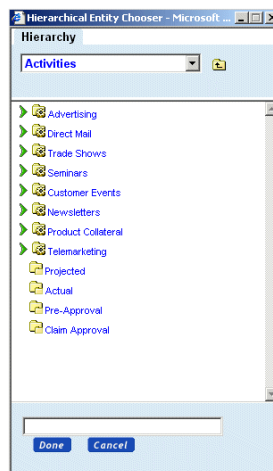 Hierarchical Entity Chooser - Microsoft ...
Hierarchy
Activities
Advertising
Direct Mail
Trade Shows
Seminars
Customer Events
Newsletters
Product Collateral
Telemarketing
Projected
Actual
Pre-Approval
Claim Approval
Done Cancel